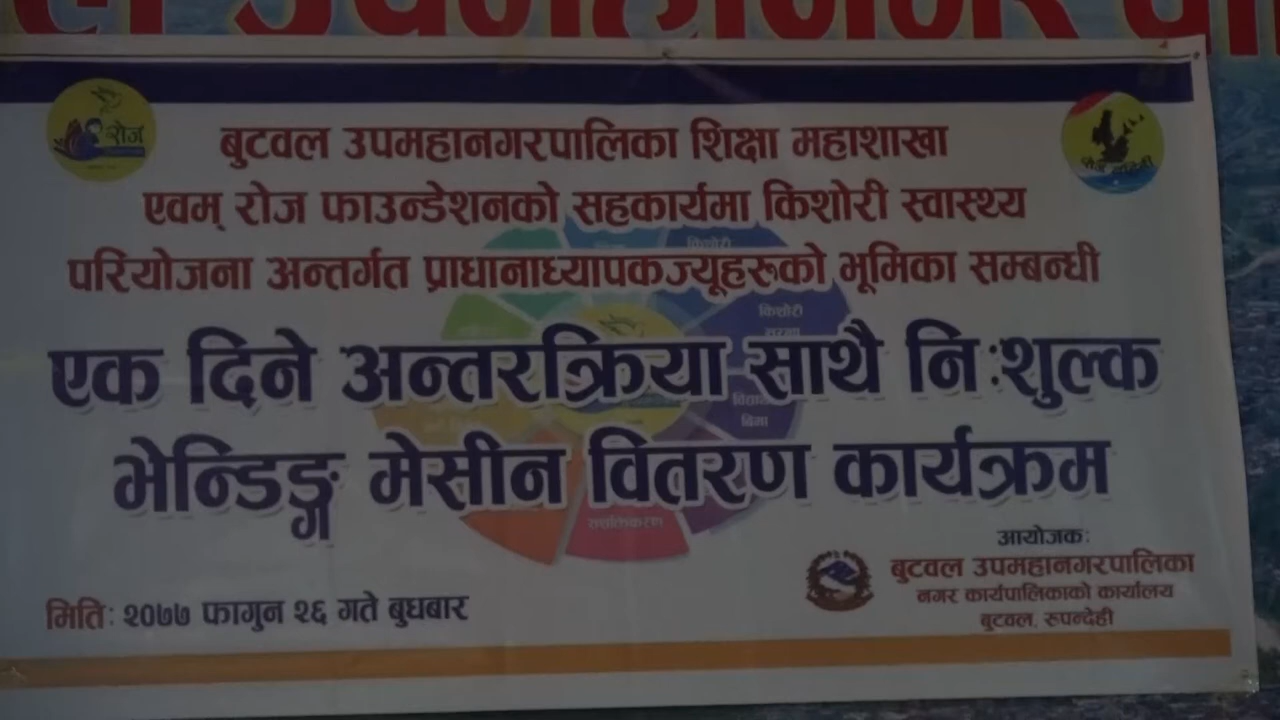 रोज
बुटवल उपमहानगरपालिका शिक्षा महाशाखा
एवम् रोज फाउन्डेशनको सहकार्यमा किशोरी स्वास्थ्य
परियोजना अन्तर्गत प्राधानाध्यापकज्यूहरुको भूमिका सम्बन्धी
किशोरी
किशोरी
एक दिने अन्तरक्रिया साथै नि:शुल्क
बिमा
भेन्डिङ्ग मेसीन वितरण कार्यक्रम
सशक्तिकरण
आयोजक:
बुटवल उपमहानगरपालिका
नगर कार्यपालिकाको कार्यालय
बुटवल, रुपन्देही
मिति: २०७७ फागुन २६ गते बुधबार